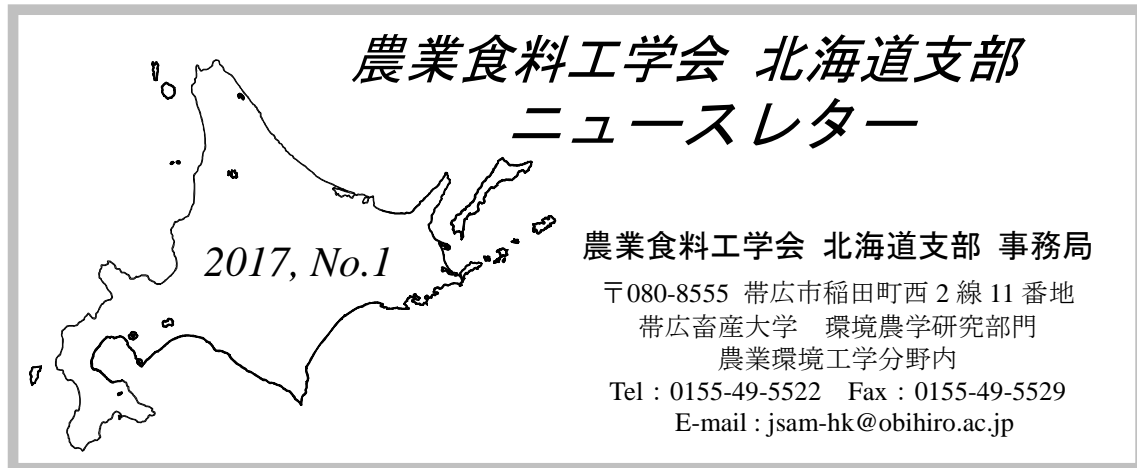 農業食料工学会 北海道支部
ニュースレター
2017, No.1
農業食料工学会 北海道支部 事務局
〒080-8555 帯広市稲田町西 2 線 11 番地
帯広畜産大学　環境農学研究部門
農業環境工学分野内
Tel : 0155-49-5522　Fax : 0155-49-5529
E-mail : jsam-hk@obihiro.ac.jp